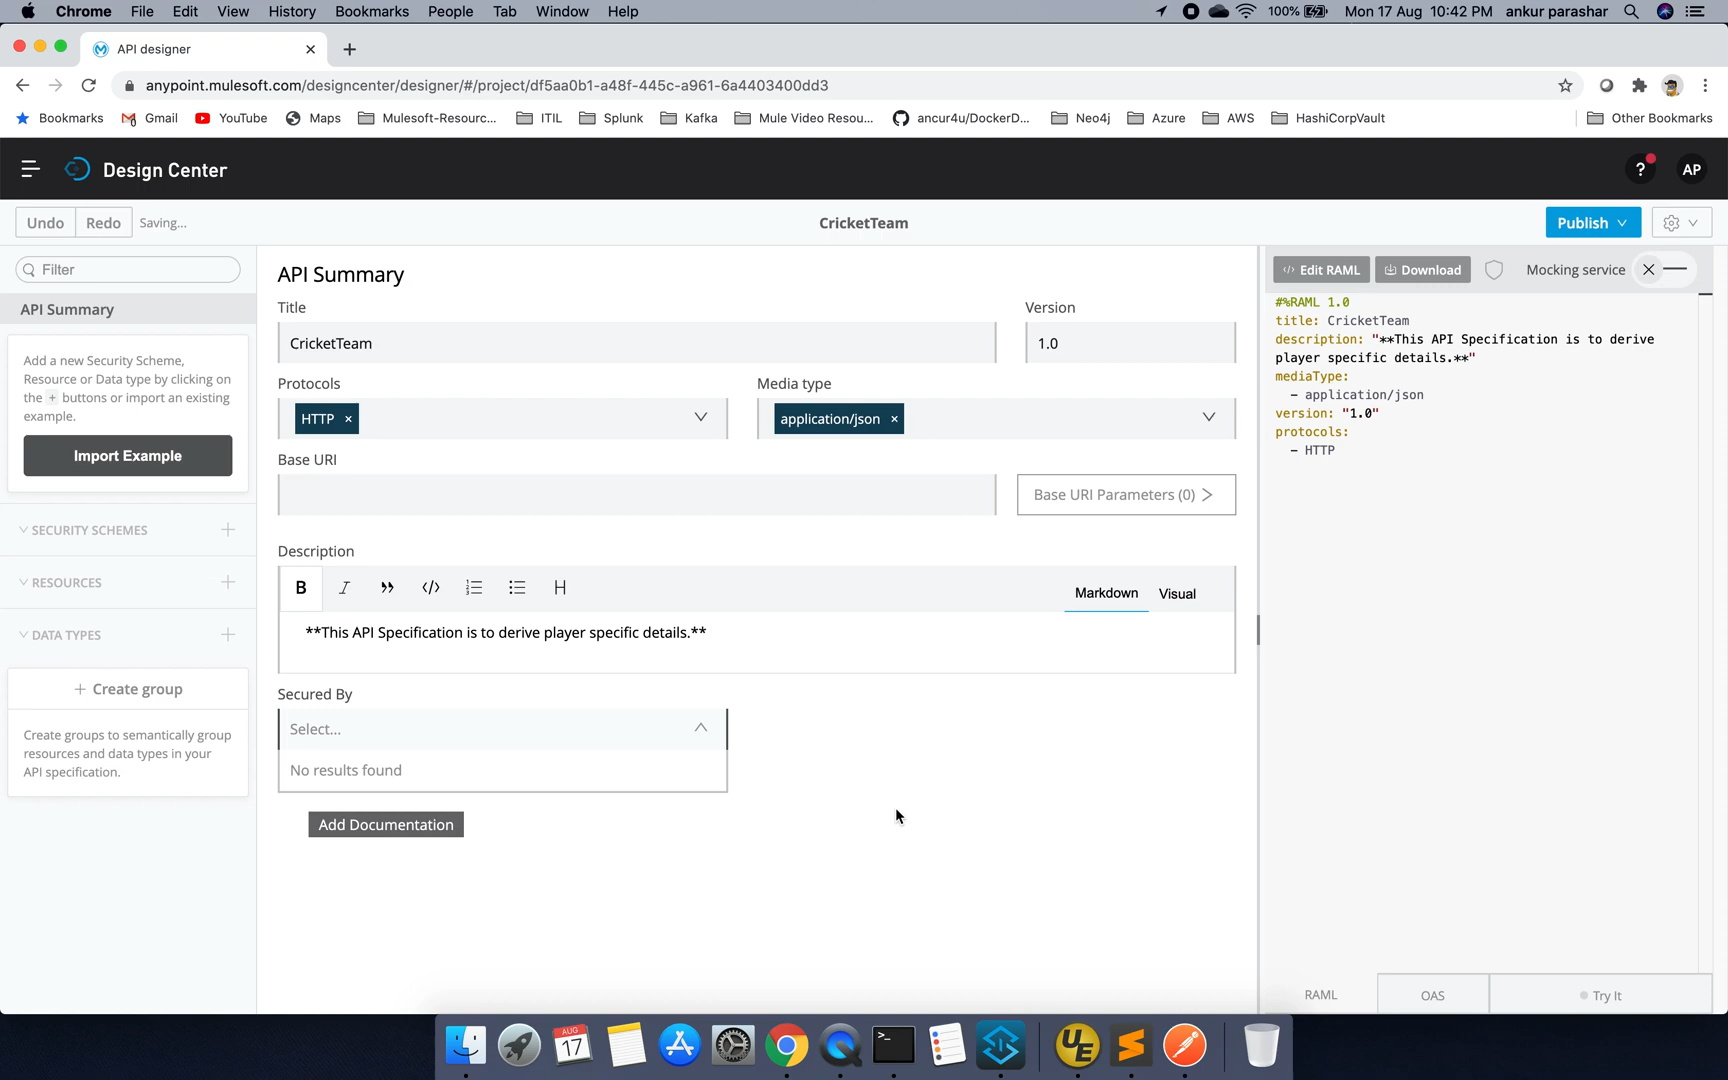 Chrome File Edit View History Bookmarks People Tab Window Help 100% Mon 17 Aug 10:42 PM ankur parashar
API designer
anypoint.mulesoft.com/designcenter/designer/#/project/df5aa0b1-a48f-445c-a961-6a4403400dd3
Bookmarks Gmail YouTube Maps Mulesoft-Resourc... ITIL Splunk Kafka Mule Video Resou... ancur4u/DockerD... Neo4j Azure AWS HashiCorpVault Other Bookmarks
Design Center ? AP
Undo Redo Saving... CricketTeam Publish
Filter
API Summary
Add a new Security Scheme,
Resource or Data type by clicking on
the + buttons or import an existing
example.
Import Example
SECURITY SCHEMES
RESOURCES
DATA TYPES
+ Create group
Create groups to semantically group
resources and data types in your
API specification.
API Summary
Title Version
CricketTeam 1.0
Protocols Media type
HTTP × application/json ×
Base URI
Base URI Parameters (0) >
Description
B I H Markdown Visual
**This API Specification is to derive player specific details.**
Secured By
Select...
No results found
Add Documentation
Edit RAML Download Mocking service
#%RAML 1.0
title: CricketTeam
description: "**This API Specification is to derive
player specific details.**"
mediaType:
- application/json
version: "1.0"
protocols:
- HTTP
RAML OAS Try It
AUG
17
UE